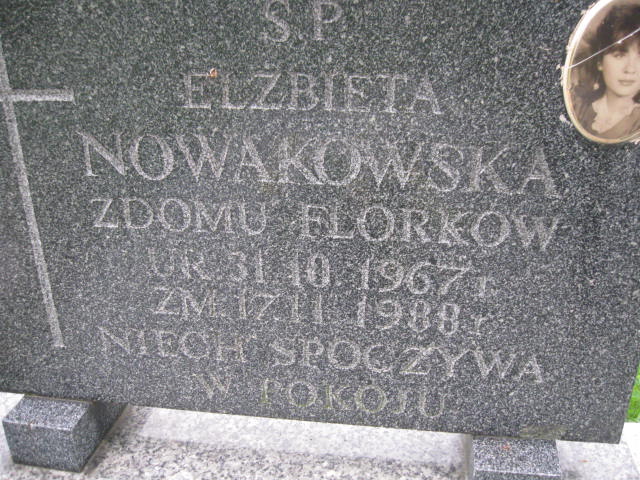 Ś.P.
ELŻBIETA
NOWAKOWSKA
Z DOMU FLORKÓW
UR. 31.10.1967 r.
ZM. 17.11.1988 r.
NIECH SPOCZYWA
W POKOJU